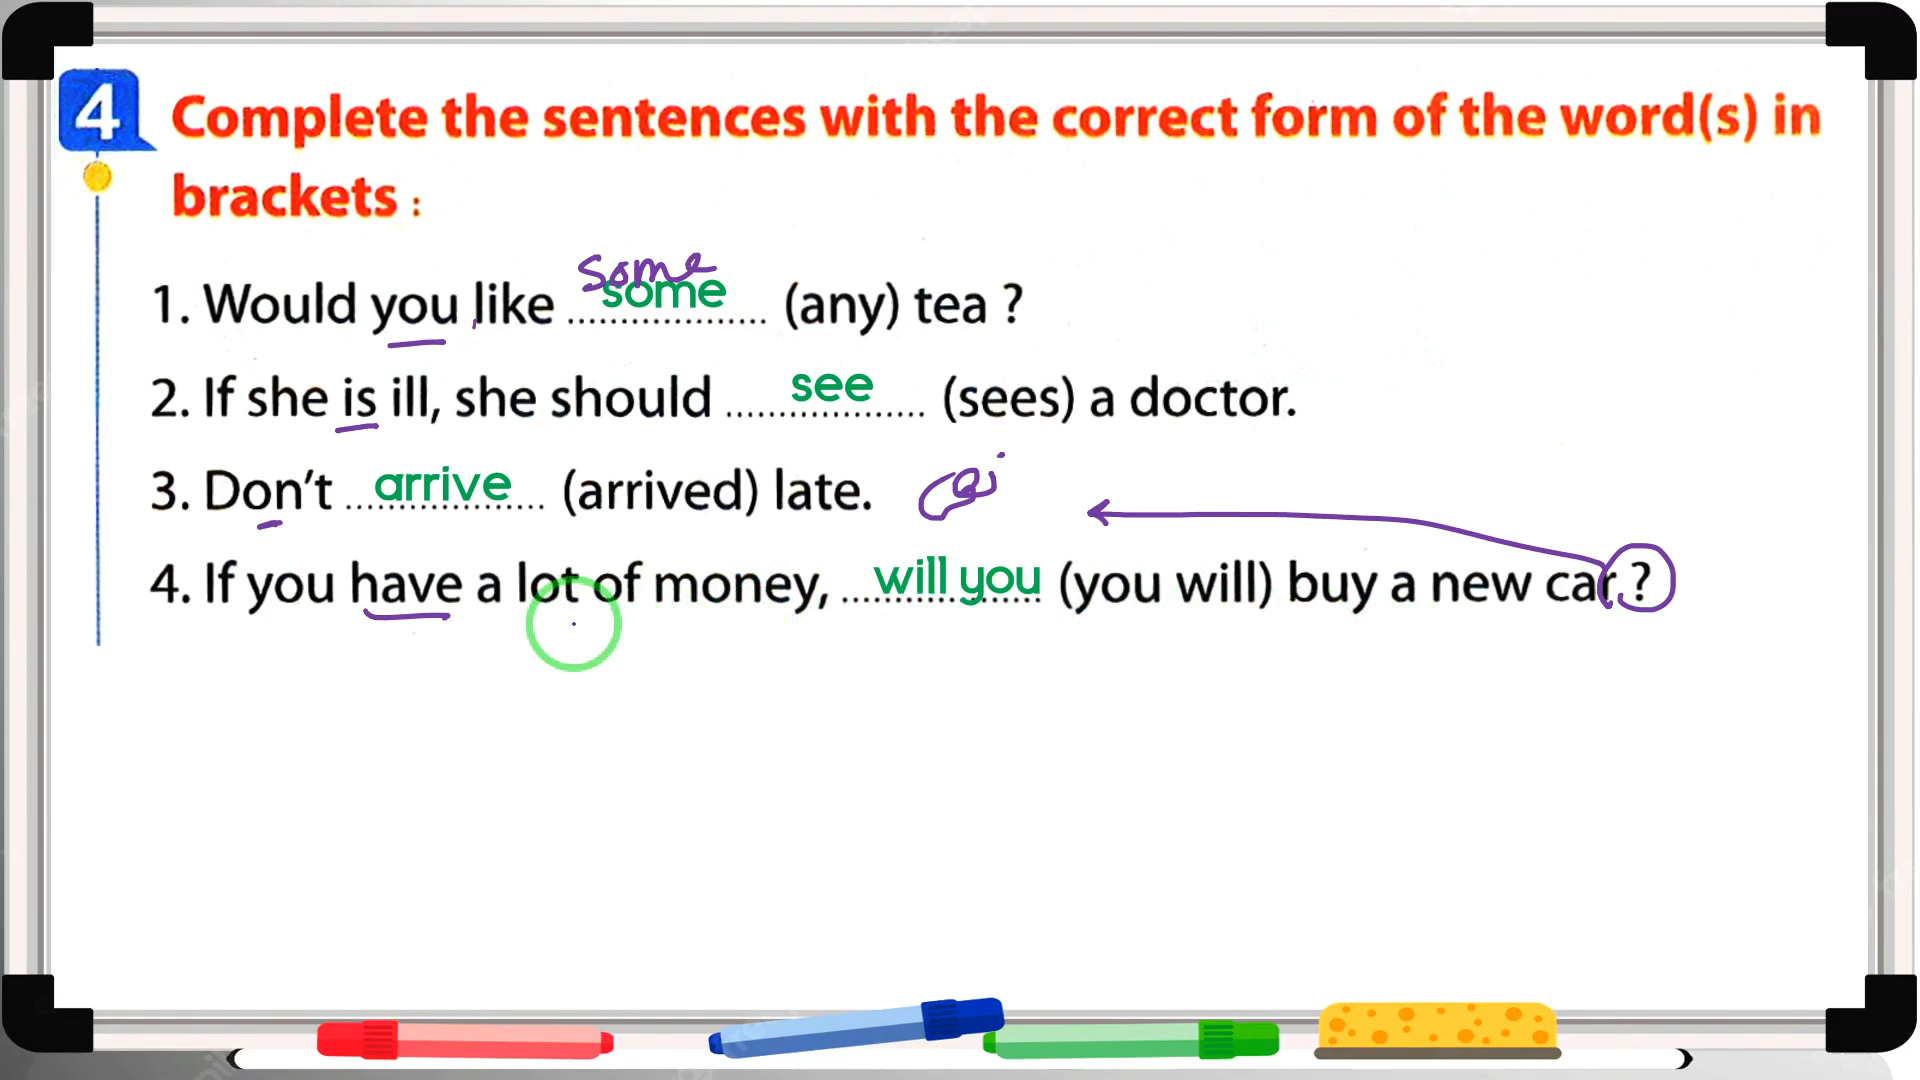 4 Complete the sentences with the correct form of the word(s) in
brackets :
some
1. Would you like some (any) tea ?
2. If she is ill, she should see (sees) a doctor.
3. Don't arrive (arrived) late.
4. If you have a lot of money, will you (you will) buy a new car. ?